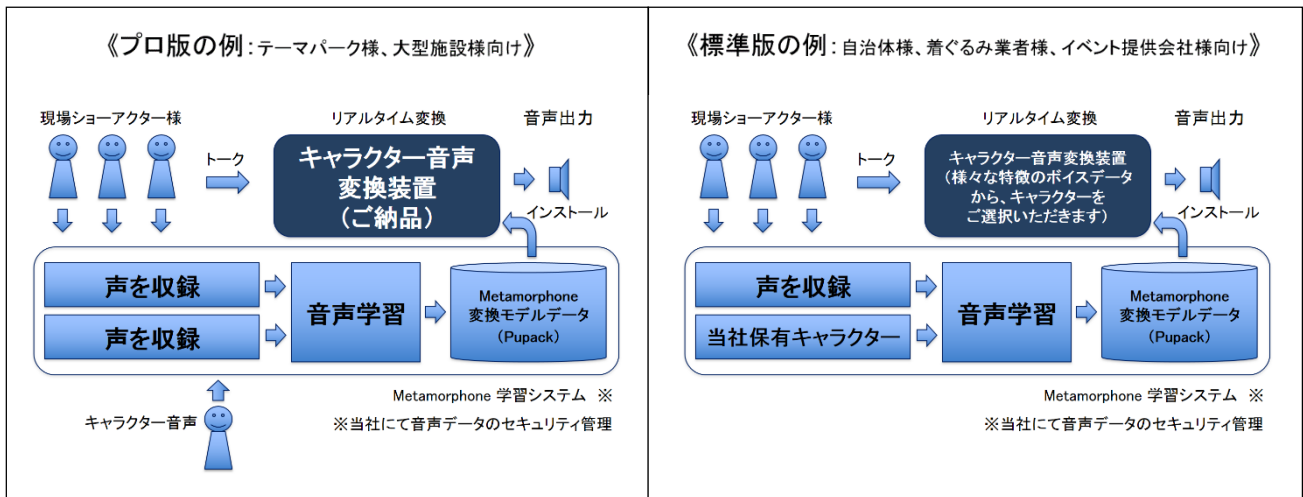 《プロ版の例：テーマパーク様、大型施設様向け》
現場ショーアクター様
リアルタイム変換
音声出力
トーク
キャラクター音声
変換装置
（ご納品）
インストール
声を収録
声を収録
音声学習
Metamorphone
変換モデルデータ
（Pupack）
Metamorphone 学習システム ※
キャラクター音声
※当社にて音声データのセキュリティ管理
《標準版の例：自治体様、着ぐるみ業者様、イベント提供会社様向け》
現場ショーアクター様
リアルタイム変換
音声出力
トーク
キャラクター音声変換装置
（様々な特徴のボイスデータ
から、キャラクターを
ご選択いただきます）
インストール
声を収録
当社保有キャラクター
音声学習
Metamorphone
変換モデルデータ
（Pupack）
Metamorphone 学習システム ※
※当社にて音声データのセキュリティ管理